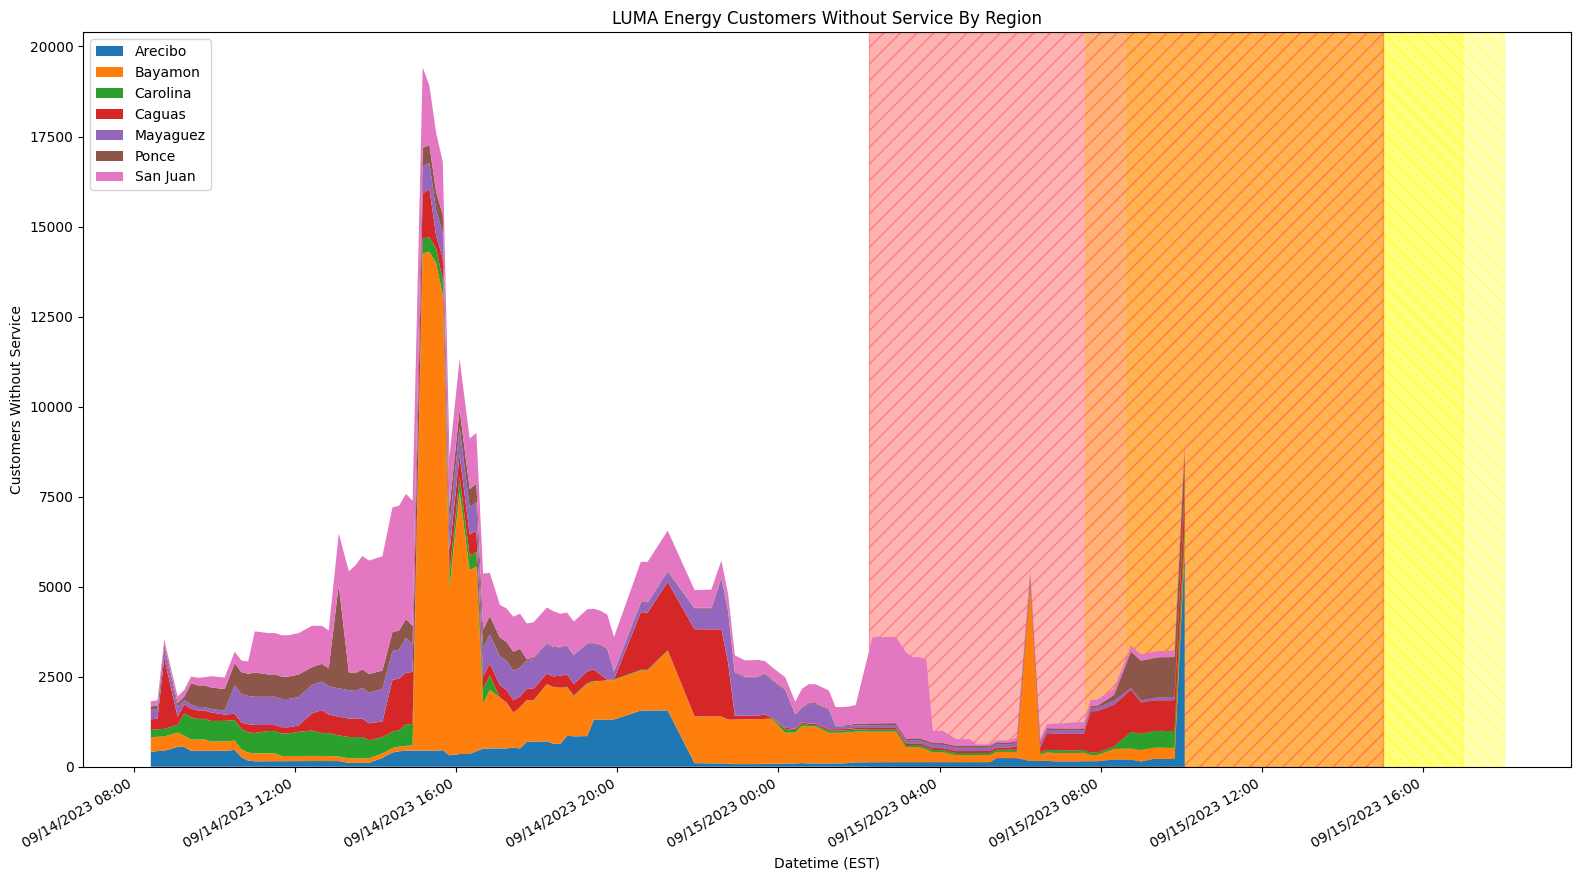 LUMA Energy Customers Without Service By Region
Arecibo
Bayamon
Carolina
Caguas
Mayaguez
Ponce
San Juan
20000
17500
15000
12500
10000
7500
5000
2500
0
Customers Without Service
09/14/2023 08:00
09/14/2023 12:00
09/14/2023 16:00
09/14/2023 20:00
09/15/2023 00:00
09/15/2023 04:00
09/15/2023 08:00
09/15/2023 12:00
09/15/2023 16:00
Datetime (EST)